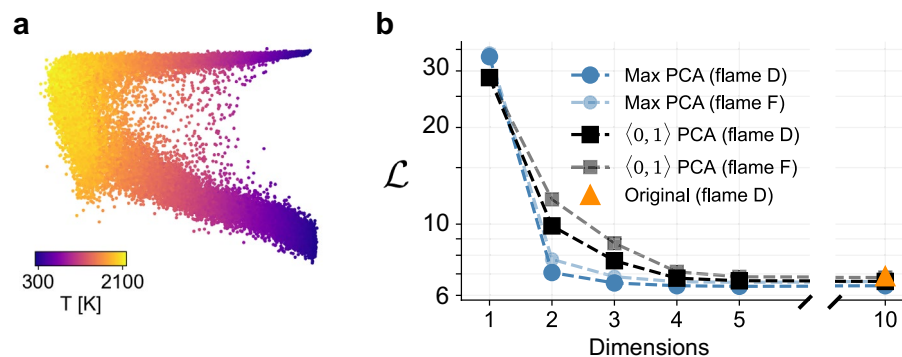 a
300
2100
T [K]
b
30
20
10
6
ℒ
Max PCA (flame D)
Max PCA (flame F)
⟨0, 1⟩ PCA (flame D)
⟨0, 1⟩ PCA (flame F)
Original (flame D)
1 2 3 4 5 10
Dimensions